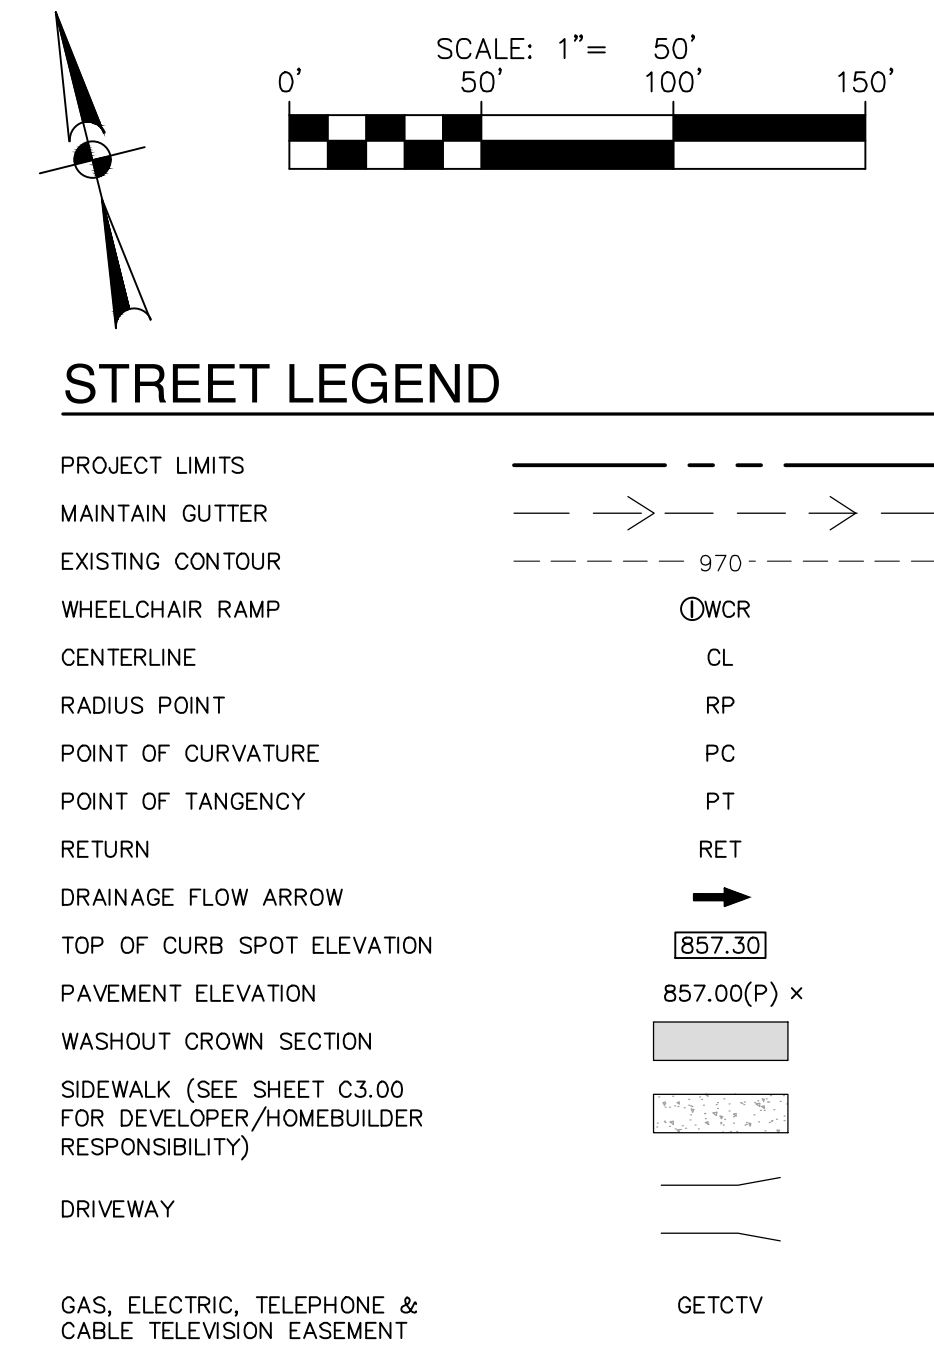 SCALE: 1"= 50'
0' 50' 100' 150'
STREET LEGEND
PROJECT LIMITS
MAINTAIN GUTTER
EXISTING CONTOUR 970
WHEELCHAIR RAMP ①WCR
CENTERLINE CL
RADIUS POINT RP
POINT OF CURVATURE PC
POINT OF TANGENCY PT
RETURN RET
DRAINAGE FLOW ARROW
TOP OF CURB SPOT ELEVATION 857.30
PAVEMENT ELEVATION 857.00(P) ×
WASHOUT CROWN SECTION
SIDEWALK (SEE SHEET C3.00
FOR DEVELOPER/HOMEBUILDER
RESPONSIBILITY)
DRIVEWAY
GAS, ELECTRIC, TELEPHONE & GETCTV
CABLE TELEVISION EASEMENT